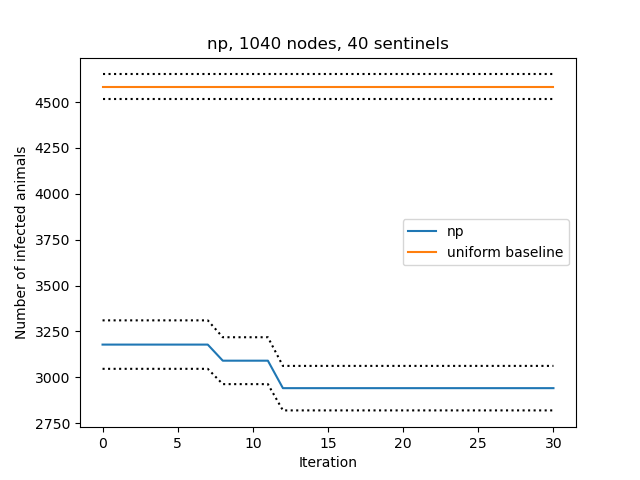 np, 1040 nodes, 40 sentinels
Number of infected animals
4500
4250
4000
3750
3500
3250
3000
2750
np
uniform baseline
0 5 10 15 20 25 30
Iteration